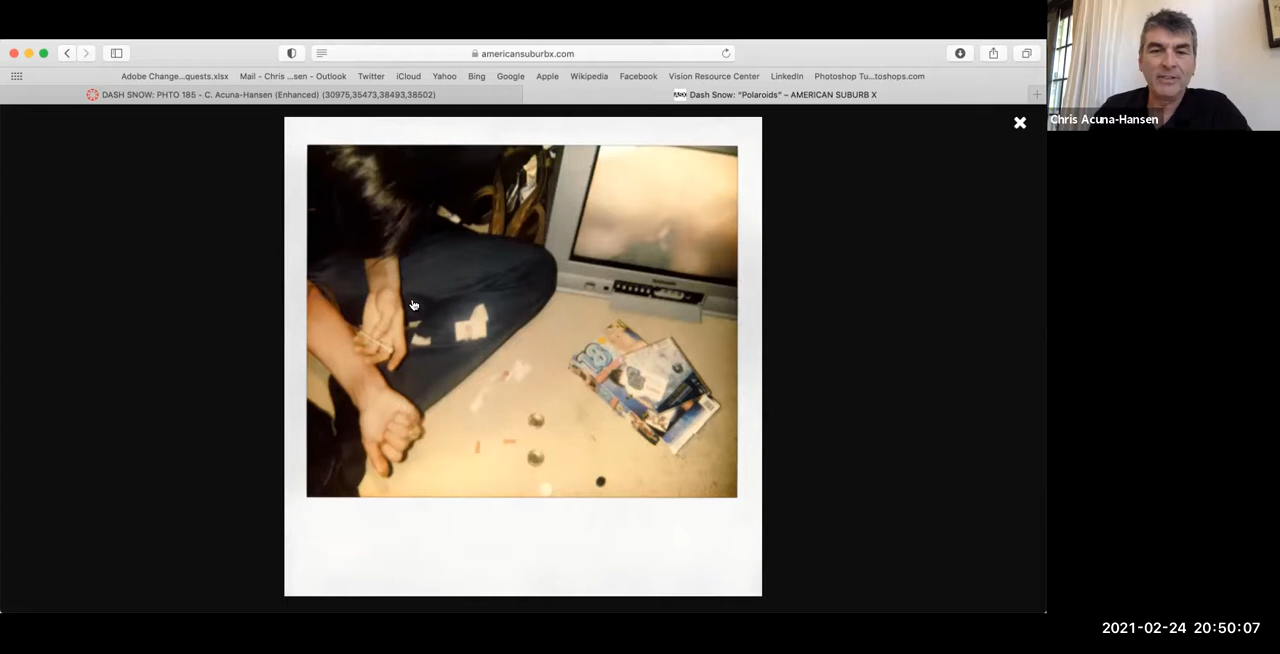 americansuburbx.com
Adobe Change...quests.xlsx Mail - Chris ...sen - Outlook Twitter iCloud Yahoo Bing Google Apple Wikipedia Facebook Vision Resource Center LinkedIn Photoshop Tu...toshops.com
DASH SNOW: PHTO 185 - C. Acuna-Hansen (Enhanced) (30975,35473,38493,38502) Dash Snow: “Polaroids” – AMERICAN SUBURB X
Chris Acuna-Hansen
18
2021-02-24 20:50:07